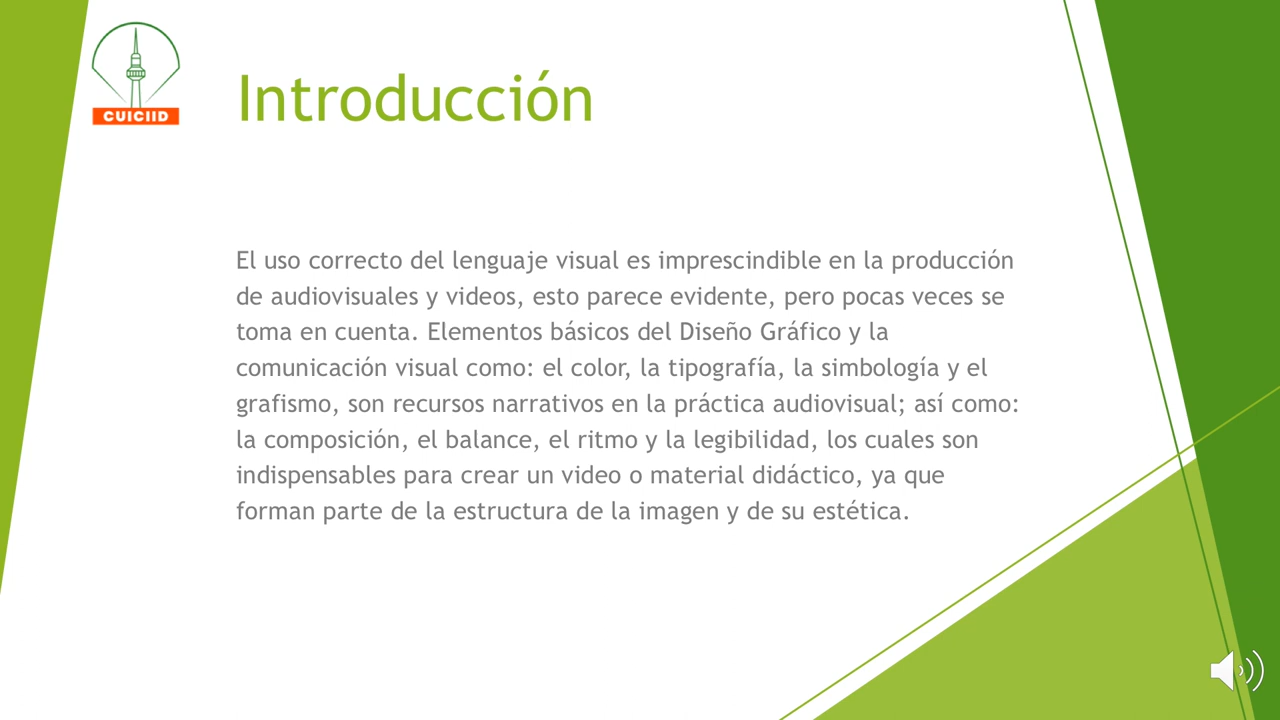 CUICIID
Introducción
El uso correcto del lenguaje visual es imprescindible en la producción
de audiovisuales y videos, esto parece evidente, pero pocas veces se
toma en cuenta. Elementos básicos del Diseño Gráfico y la
comunicación visual como: el color, la tipografía, la simbología y el
grafismo, son recursos narrativos en la práctica audiovisual; así como:
la composición, el balance, el ritmo y la legibilidad, los cuales son
indispensables para crear un video o material didáctico, ya que
forman parte de la estructura de la imagen y de su estética.